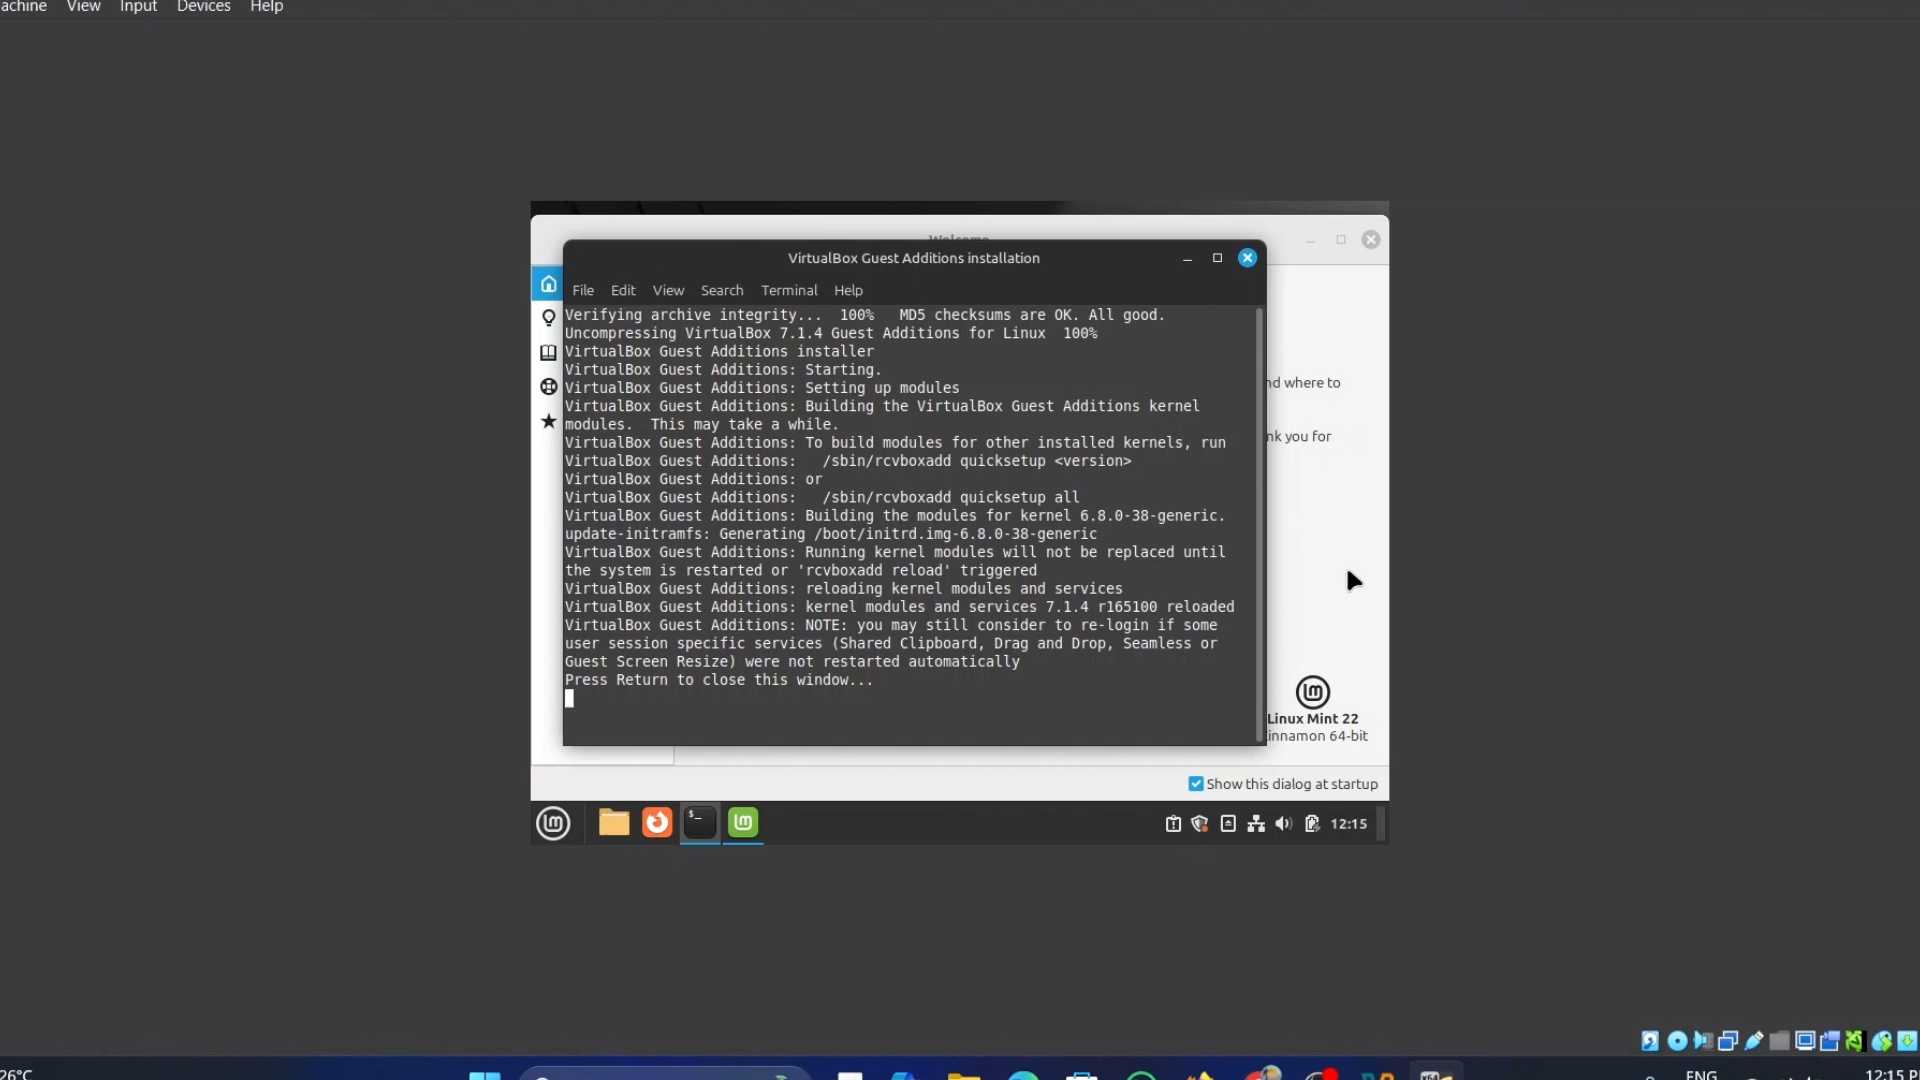 achine View Input Devices Help
VirtualBox Guest Additions installation
File Edit View Search Terminal Help
Verifying archive integrity... 100% MD5 checksums are OK. All good.
Uncompressing VirtualBox 7.1.4 Guest Additions for Linux 100%
VirtualBox Guest Additions installer
VirtualBox Guest Additions: Starting.
VirtualBox Guest Additions: Setting up modules
VirtualBox Guest Additions: Building the VirtualBox Guest Additions kernel
modules. This may take a while.
VirtualBox Guest Additions: To build modules for other installed kernels, run
VirtualBox Guest Additions: /sbin/rcvboxadd quicksetup <version>
VirtualBox Guest Additions: or
VirtualBox Guest Additions: /sbin/rcvboxadd quicksetup all
VirtualBox Guest Additions: Building the modules for kernel 6.8.0-38-generic.
update-initramfs: Generating /boot/initrd.img-6.8.0-38-generic
VirtualBox Guest Additions: Running kernel modules will not be replaced until
the system is restarted or 'rcvboxadd reload' triggered
VirtualBox Guest Additions: reloading kernel modules and services
VirtualBox Guest Additions: kernel modules and services 7.1.4 r165100 reloaded
VirtualBox Guest Additions: NOTE: you may still consider to re-login if some
user session specific services (Shared Clipboard, Drag and Drop, Seamless or
Guest Screen Resize) were not restarted automatically
Press Return to close this window...
nd where to
nk you for
Linux Mint 22
innamon 64-bit
Show this dialog at startup
12:15
26°C
ENG
12:15 P